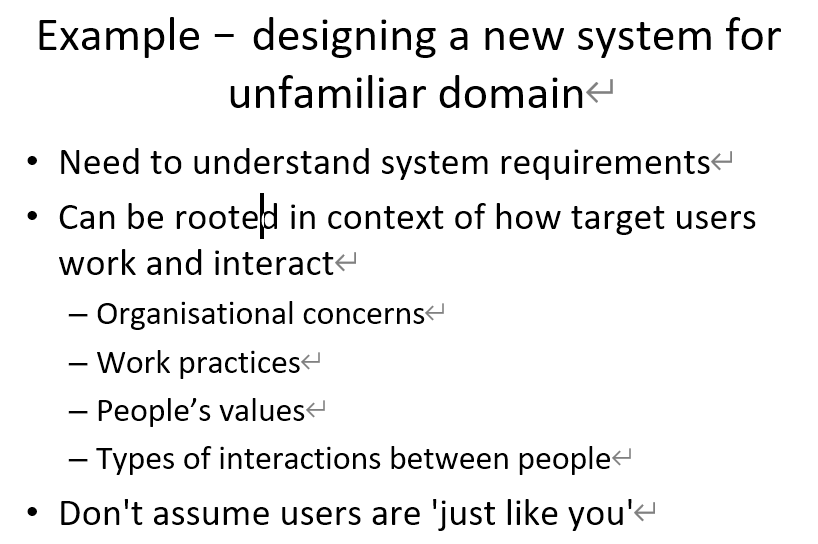 Example – designing a new system for
unfamiliar domain↵
• Need to understand system requirements↵
• Can be rooted in context of how target users
work and interact↵
– Organisational concerns↵
– Work practices↵
– People’s values↵
– Types of interactions between people↵
• Don't assume users are 'just like you'↵